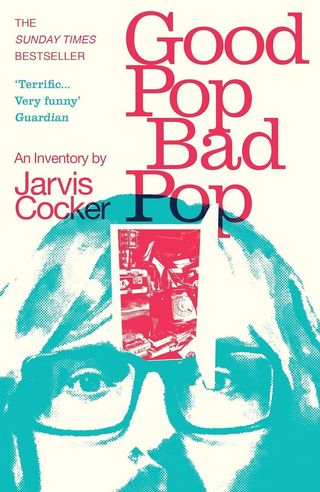 THE
SUNDAY TIMES
BESTSELLER
‘Terrific...
Very funny’
Guardian
Good
Pop
Bad
Pop
An Inventory by
Jarvis
Cocker